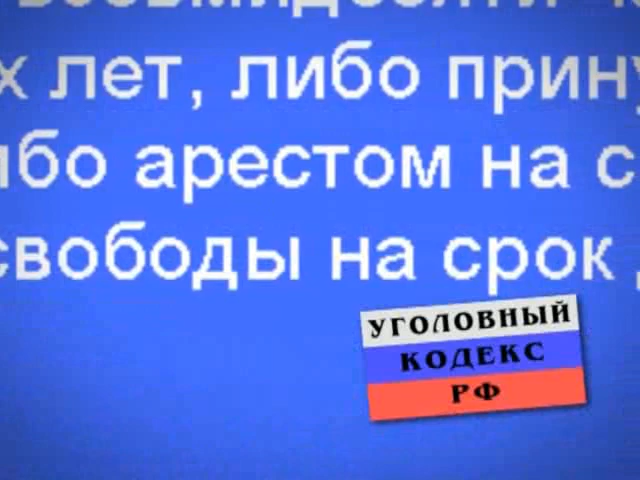 х лет, либо прину
ибо арестом на с
свободы на срок
УГОЛОВНЫЙ
КОДЕКС
РФ